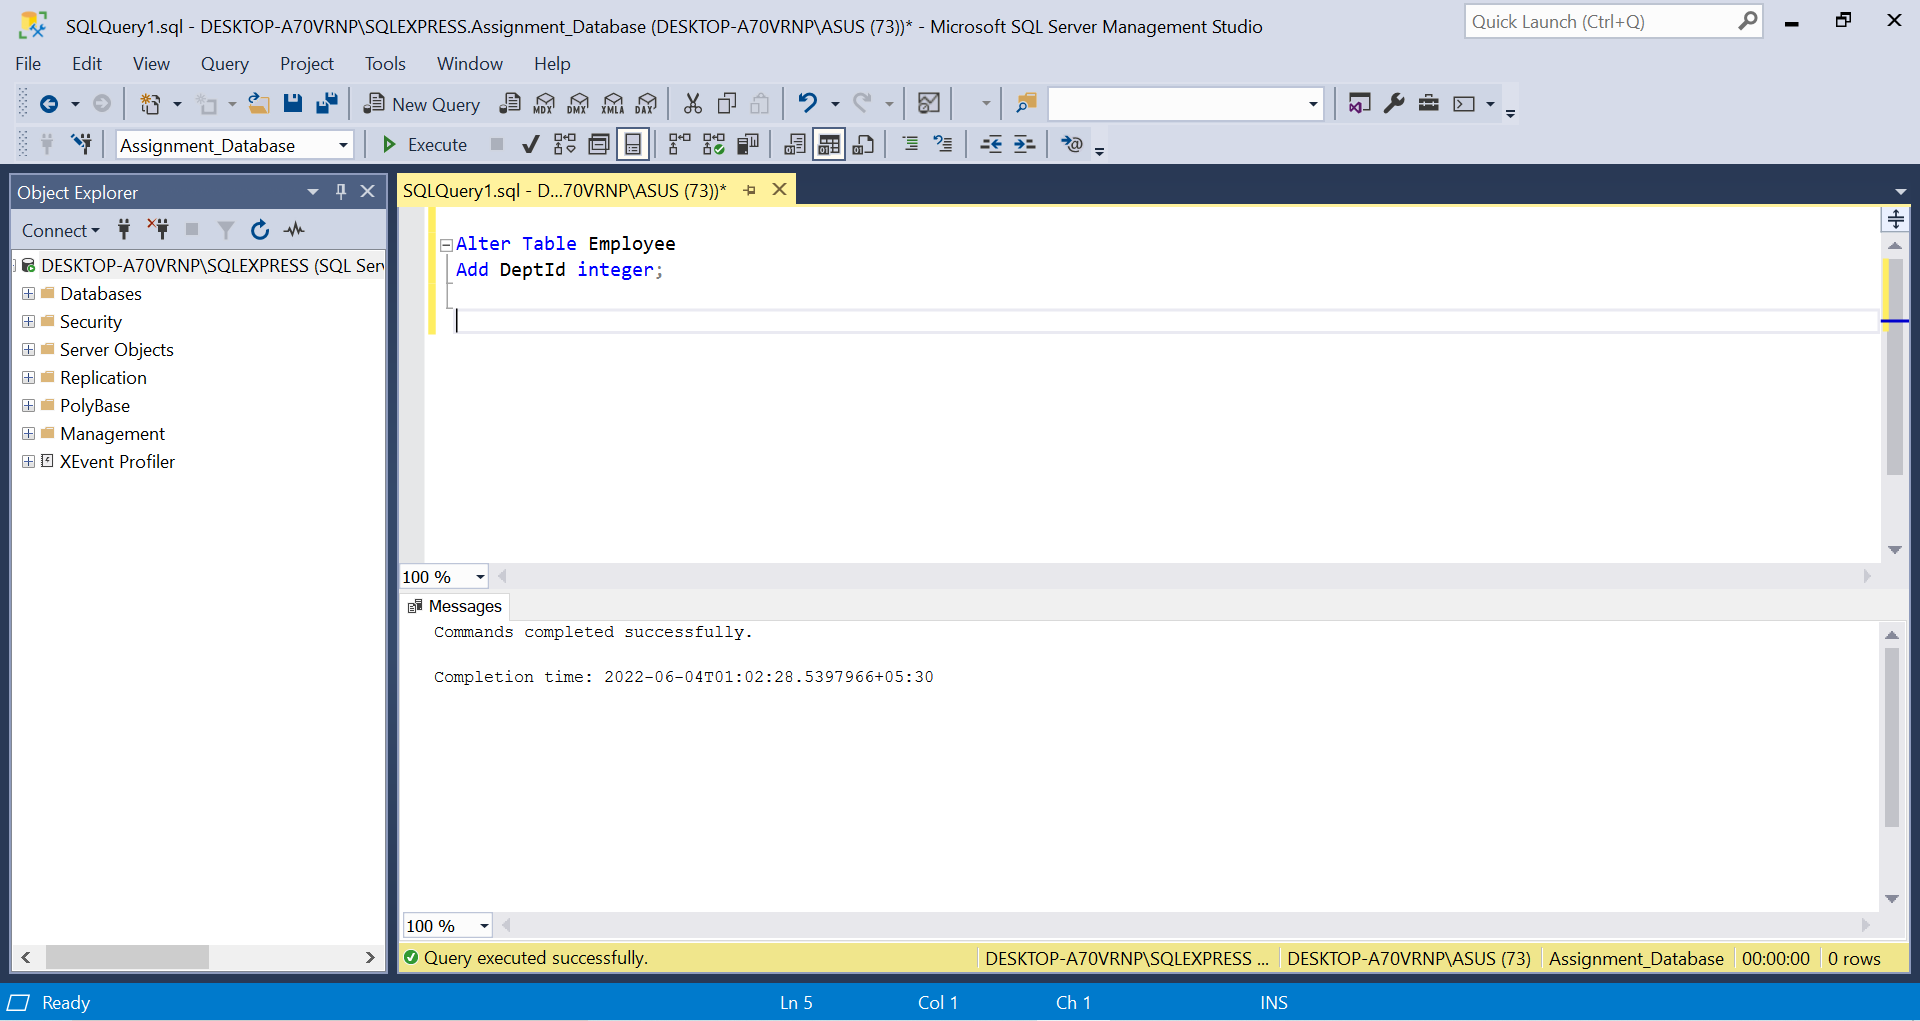 SQLQuery1.sql - DESKTOP-A70VRNP\SQLEXPRESS.Assignment_Database (DESKTOP-A70VRNP\ASUS (73))* - Microsoft SQL Server Management Studio
Quick Launch (Ctrl+Q)
File Edit View Query Project Tools Window Help
New Query MDX DMX XMLA DAX
Assignment_Database Execute
Object Explorer
Connect
DESKTOP-A70VRNP\SQLEXPRESS (SQL Ser
Databases
Security
Server Objects
Replication
PolyBase
Management
XEvent Profiler
SQLQuery1.sql - D...70VRNP\ASUS (73))*
Alter Table Employee
Add DeptId integer;
100 %
Messages
Commands completed successfully.
Completion time: 2022-06-04T01:02:28.5397966+05:30
100 %
Query executed successfully. DESKTOP-A70VRNP\SQLEXPRESS ... DESKTOP-A70VRNP\ASUS (73) Assignment_Database 00:00:00 0 rows
Ready Ln 5 Col 1 Ch 1 INS